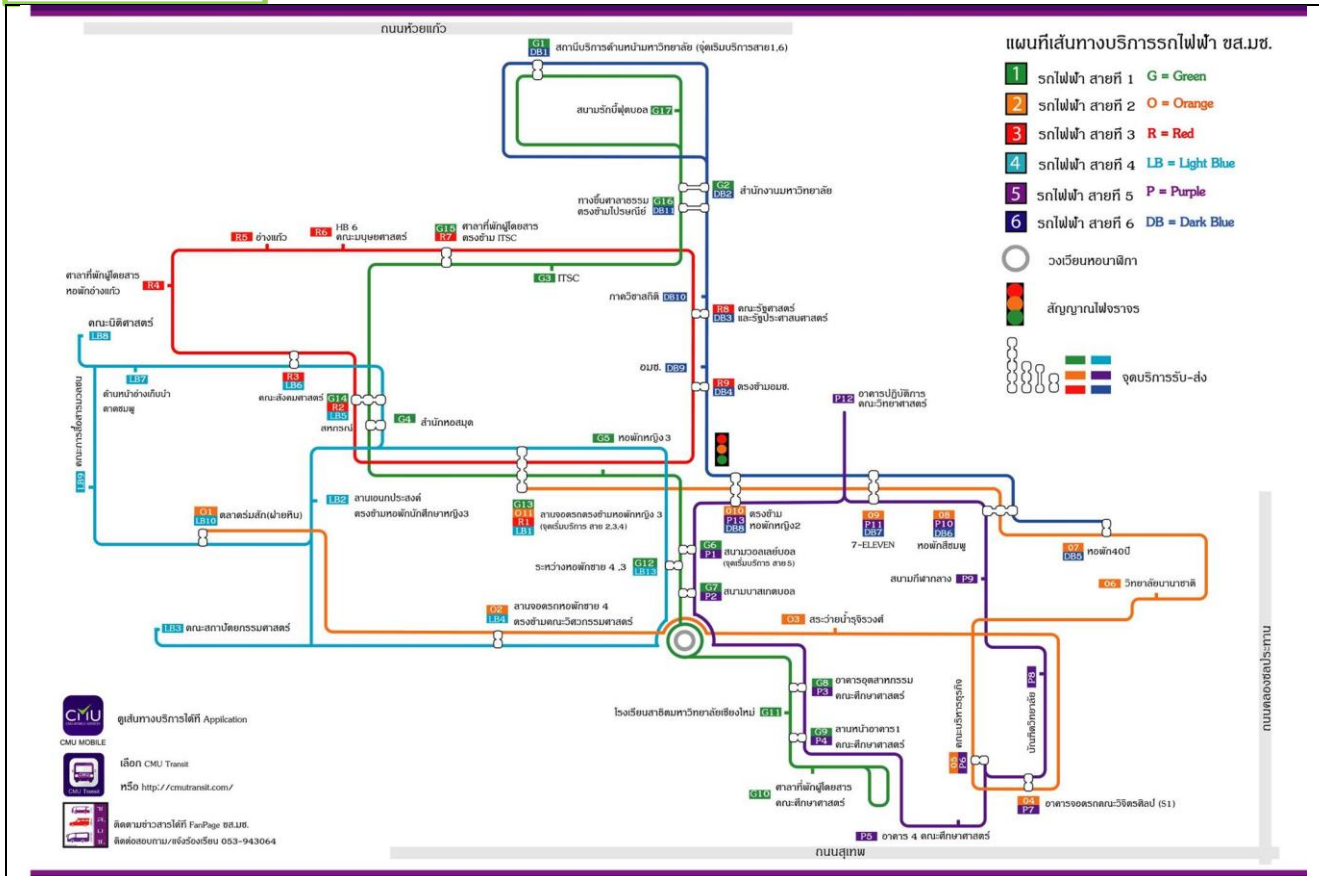 ถนนห้วยแก้ว
แผนที่เส้นทางบริการรถไฟฟ้า ขส.มช.
1 รถไฟฟ้า สายที่ 1 G = Green
2 รถไฟฟ้า สายที่ 2 O = Orange
3 รถไฟฟ้า สายที่ 3 R = Red
4 รถไฟฟ้า สายที่ 4 LB = Light Blue
5 รถไฟฟ้า สายที่ 5 P = Purple
6 รถไฟฟ้า สายที่ 6 DB = Dark Blue
วงเวียนหอนาฬิกา
สัญญาณไฟจราจร
จุดบริการรับ-ส่ง
G1
DB1
สถานีบริการด้านหน้ามหาวิทยาลัย (จุดเริ่มบริการสาย1,6)
สนามรักบี้ฟุตบอล G17
G2
DB2
สำนักงานมหาวิทยาลัย
ทางขึ้นศาลาธรรม G16
ตรงข้ามไปรษณีย์ DB11
R5 อ่างแก้ว
R6 HB 6
คณะมนุษยศาสตร์
G15 ศาลาที่พักผู้โดยสาร
R7 ตรงข้าม ITSC
G3 ITSC
ศาลาที่พักผู้โดยสาร
หอพักอ่างแก้ว
R4
ภาควิชาสถิติ DB10
R8 คณะรัฐศาสตร์
DB3 และรัฐประศาสนศาสตร์
คณะนิติศาสตร์
LB8
LB7
ด้านหน้าอ่างเก็บน้ำ
ตาดชมพู
R3
LB6
คณะสังคมศาสตร์
อมช. DB9
R9
DB4
ตรงข้ามอมช.
G14
R2
LB5
สหกรณ์
G4 สำนักหอสมุด
G5 หอพักหญิง 3
P12 อาคารปฏิบัติการ
คณะวิทยาศาสตร์
LB9 คณะการสื่อสารมวลชน
O1
LB10
ตลาดร่มสัก(ฝายหิน)
LB2 ลานเอนกประสงค์
ตรงข้ามหอพักนักศึกษาหญิง3
G13
O11
R1
LB1
ลานจอดรถตรงข้ามหอพักหญิง 3
(จุดเริ่มบริการ สาย 2,3,4)
O10
P13
DB8
ตรงข้าม
หอพักหญิง2
O9
P11
DB7
7-ELEVEN
O8
P10
DB6
หอพักสีชมพู
O7
DB5
หอพัก40ปี
G6
P1
สนามวอลเลย์บอล
(จุดเริ่มบริการ สาย 5)
ระหว่างหอพักชาย 4 ,3
G12
LB13
G7
P2
สนามบาสเกตบอล
สนามกีฬากลาง P9
O6 วิทยาลัยนานาชาติ
LB3 คณะสถาปัตยกรรมศาสตร์
O2 ลานจอดรถหอพักชาย 4
LB4 ตรงข้ามคณะวิศวกรรมศาสตร์
O3 สระว่ายน้ำรุจิรวงศ์
G8 อาคารอุตสาหกรรม
P3 คณะศึกษาศาสตร์
โรงเรียนสาธิตมหาวิทยาลัยเชียงใหม่ G11
G9 ลานหน้าอาคาร1
P4 คณะศึกษาศาสตร์
G10 ศาลาที่พักผู้โดยสาร
คณะศึกษาศาสตร์
O5
P6
คณะบริหารธุรกิจ
บัณฑิตวิทยาลัย P8
O4
P7
อาคารจอดรถคณะวิจิตรศิลป์ (S1)
P5 อาคาร 4 คณะศึกษาศาสตร์
ถนนคลองชลประทาน
ถนนสุเทพ
CMU
CMU MOBILE
ดูเส้นทางบริการได้ที่ Application
CMU Transit
เลือก CMU Transit
หรือ http://cmutransit.com/
ติดตามข่าวสารได้ที่ FanPage ขส.มช.
ติดต่อสอบถาม/แจ้งร้องเรียน 053-943064